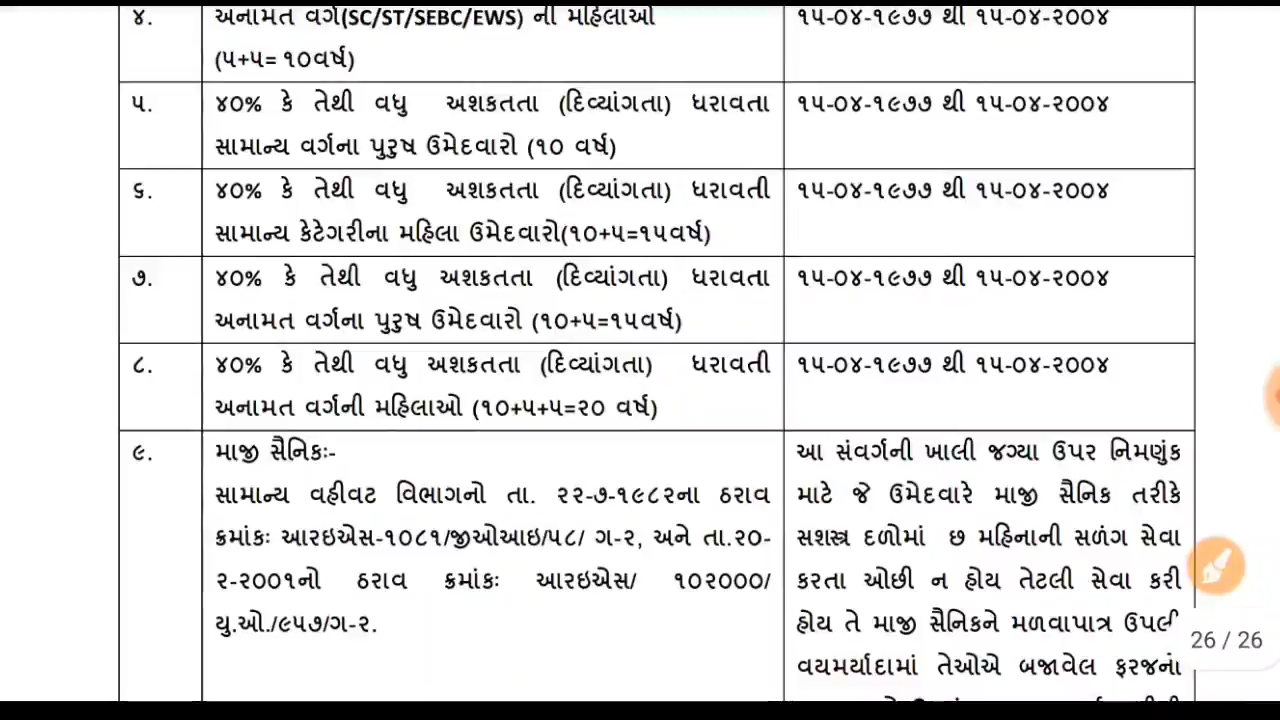 ૪. અનામત વર્ગ(SC/ST/SEBC/EWS) ની મહિલાઓ ૧૫-૦૪-૧૯૭૭ થી ૧૫-૦૪-૨૦૦૪
(૫+૫= ૧૦વર્ષ)
૫. ૪૦% કે તેથી વધુ અશકતતા (દિવ્યાંગતા) ધરાવતા ૧૫-૦૪-૧૯૭૭ થી ૧૫-૦૪-૨૦૦૪
સામાન્ય વર્ગના પુરુષ ઉમેદવારો (૧૦ વર્ષ)
૬. ૪૦% કે તેથી વધુ અશકતતા (દિવ્યાંગતા) ધરાવતી ૧૫-૦૪-૧૯૭૭ થી ૧૫-૦૪-૨૦૦૪
સામાન્ય કેટેગરીના મહિલા ઉમેદવારો(૧૦+૫=૧૫વર્ષ)
૭. ૪૦% કે તેથી વધુ અશકતતા (દિવ્યાંગતા) ધરાવતા ૧૫-૦૪-૧૯૭૭ થી ૧૫-૦૪-૨૦૦૪
અનામત વર્ગના પુરુષ ઉમેદવારો (૧૦+૫=૧૫વર્ષ)
૮. ૪૦% કે તેથી વધુ અશકતતા (દિવ્યાંગતા) ધરાવતી ૧૫-૦૪-૧૯૭૭ થી ૧૫-૦૪-૨૦૦૪
અનામત વર્ગની મહિલાઓ (૧૦+૫+૫=૨૦ વર્ષ)
૯. માજી સૈનિકઃ-
સામાન્ય વહીવટ વિભાગનો તા. ૨૨-૭-૧૯૮૨ના ઠરાવ
ક્રમાંકઃ આરઇએસ-૧૦૮૧/જીઓઆઇ/૫૮/ ગ-૨, અને તા.૨૦-
૨-૨૦૦૧નો ઠરાવ ક્રમાંકઃ આરઇએસ/ ૧૦૨૦૦૦/
યુ.ઓ./૯૫૭/ગ-૨.
આ સંવર્ગની ખાલી જગ્યા ઉપર નિમણુંક
માટે જે ઉમેદવારે માજી સૈનિક તરીકે
સશસ્ત્ર દળોમાં છ મહિનાની સળંગ સેવા
કરતા ઓછી ન હોય તેટલી સેવા કરી
હોય તે માજી સૈનિકને મળવાપાત્ર ઉપલી
વયમર્યાદામાં તેઓએ બજાવેલ ફરજના
26 / 26